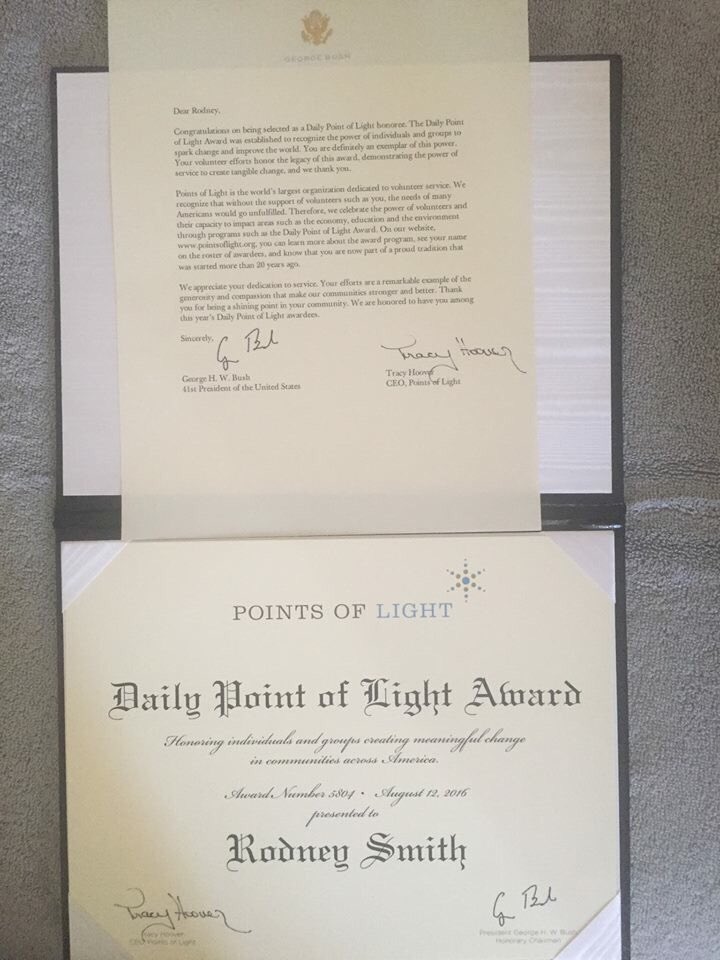 GEORGE BUSH
Dear Rodney,
Congratulations on being selected as a Daily Point of Light honoree. The Daily Point
of Light Award was established to recognize the power of individuals and groups to
spark change and improve the world. You are definitely an exemplar of this power.
Your volunteer efforts honor the legacy of this award, demonstrating the power of
service to create tangible change, and we thank you.
Points of Light is the world's largest organization dedicated to volunteer service. We
recognize that without the support of volunteers such as you, the needs of many
Americans would go unfulfilled. Therefore, we celebrate the power of volunteers and
their capacity to impact areas such as the economy, education and the environment
through programs such as the Daily Point of Light Award. On our website,
www.pointsoflight.org, you can learn more about the award program, see your name
on the roster of awardees, and know that you are now part of a proud tradition that
was started more than 20 years ago.
We appreciate your dedication to service. Your efforts are a remarkable example of the
generosity and compassion that make our communities stronger and better. Thank
you for being a shining point in your community. We are honored to have you among
this year's Daily Point of Light awardees.
Sincerely,
G Bush Tracy Hoover
George H. W. Bush Tracy Hoover
41st President of the United States CEO, Points of Light
POINTS OF LIGHT
Daily Point of Light Award
Honoring individuals and groups creating meaningful change
in communities across America.
Award Number 5804 · August 12, 2016
presented to
Rodney Smith
Tracy Hoover G Bush
Tracy Hoover President George H. W. Bush
CEO, Points of Light Honorary Chairman